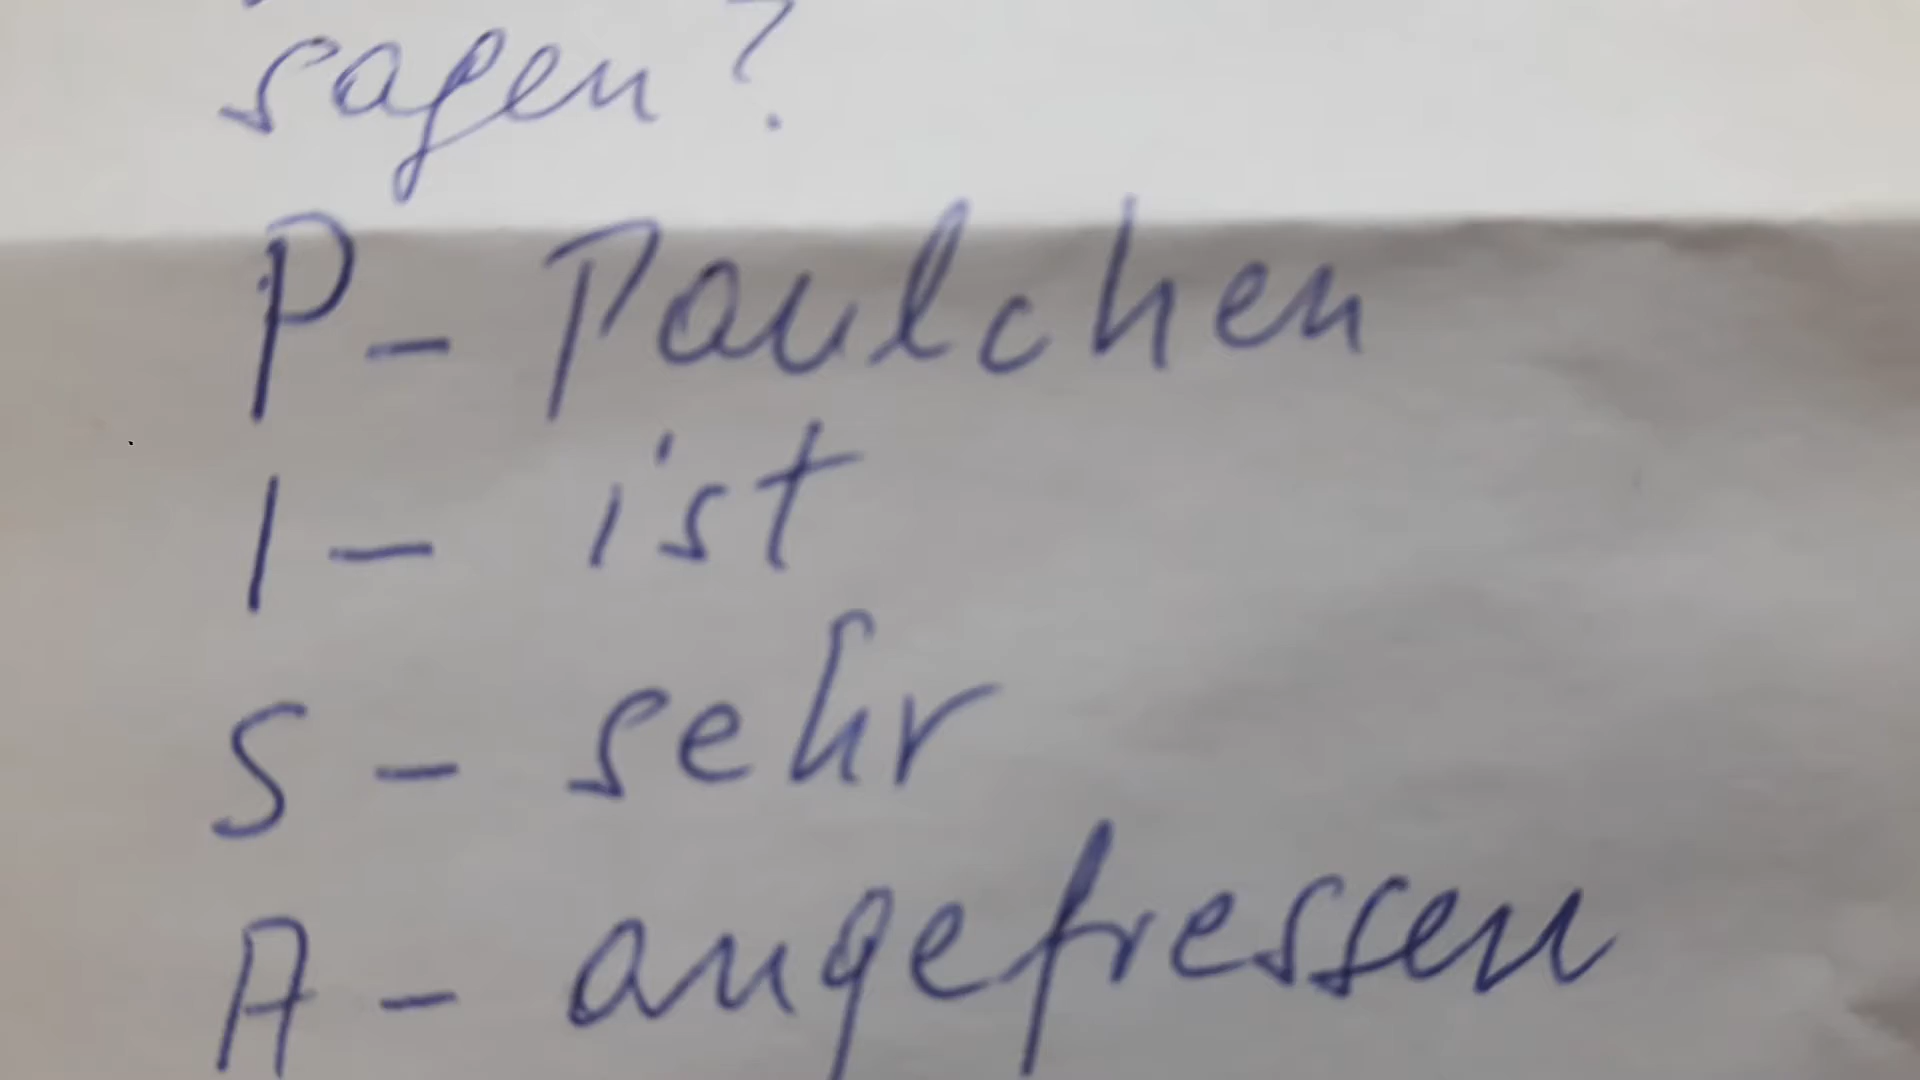 sagen?
P - Paulchen
I - ist
S - sehr
A - angefressen